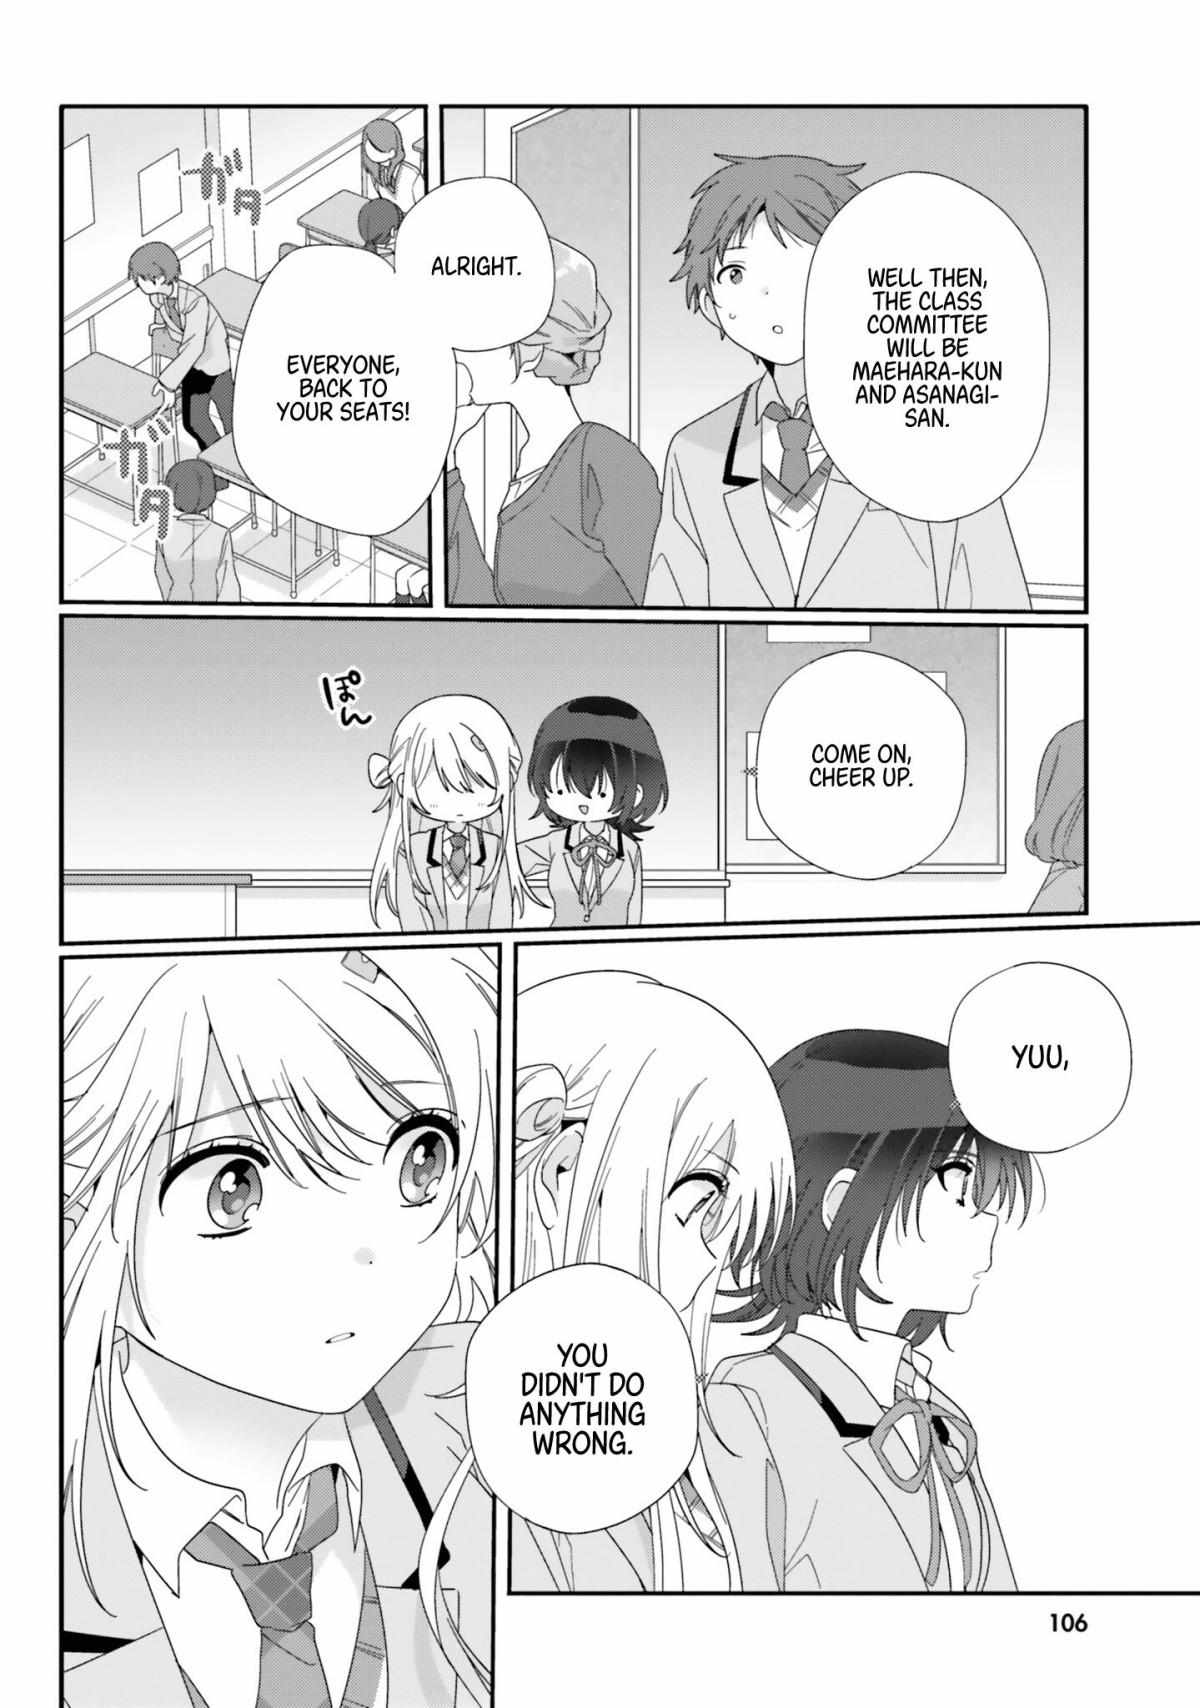 WELL THEN,
THE CLASS
COMMITTEE
WILL BE
MAEHARA-KUN
AND ASANAGI-
SAN.
ALRIGHT.
EVERYONE,
BACK TO
YOUR SEATS!
ガタ
ガタ
COME ON,
CHEER UP.
ぽん
YUU,
YOU
DIDN'T DO
ANYTHING
WRONG.
106